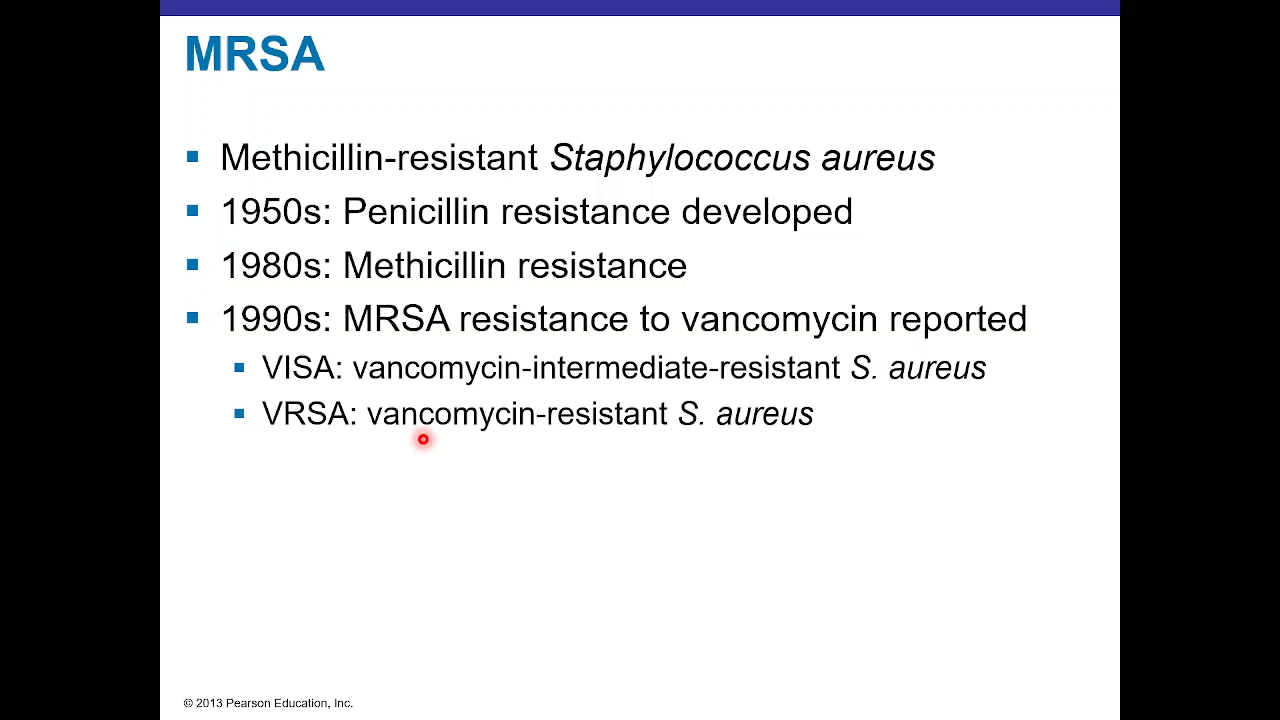 MRSA
Methicillin-resistant Staphylococcus aureus
1950s: Penicillin resistance developed
1980s: Methicillin resistance
1990s: MRSA resistance to vancomycin reported
VISA: vancomycin-intermediate-resistant S. aureus
VRSA: vancomycin-resistant S. aureus
© 2013 Pearson Education, Inc.